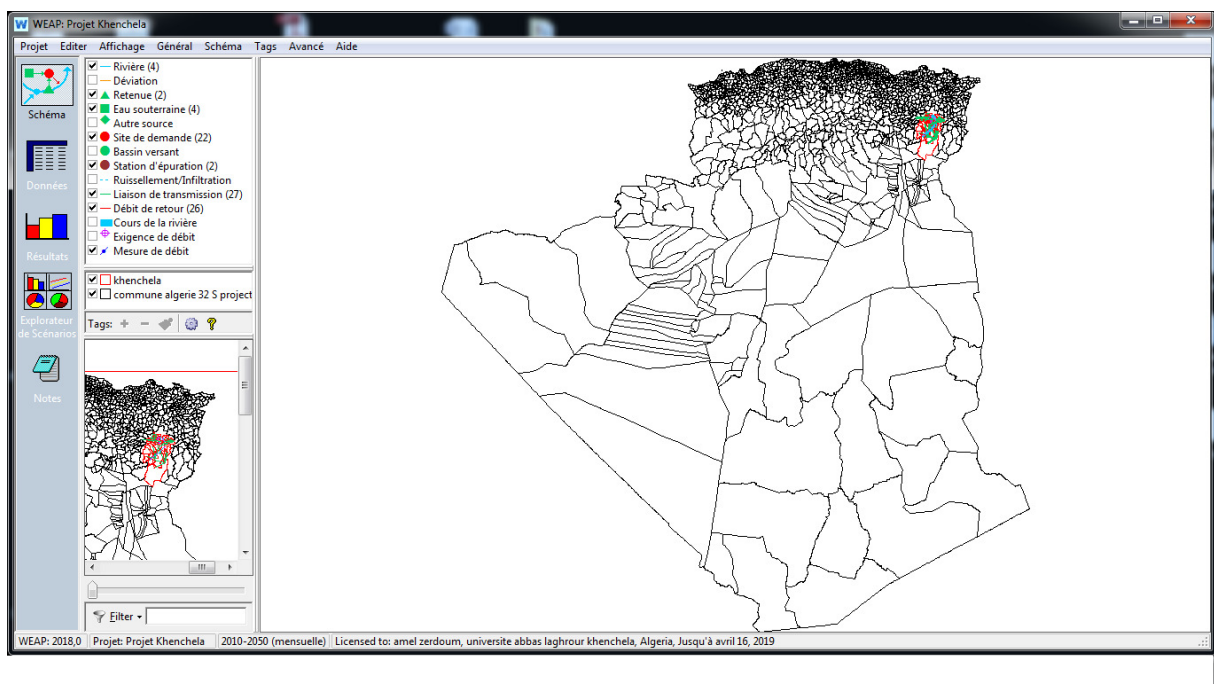 WEAP: Projet Khenchela
Projet Editer Affichage Général Schéma Tags Avancé Aide
Schéma
Données
Résultats
Explorateur
de Scénarios
Notes
Rivière (4)
Déviation
Retenue (2)
Eau souterraine (4)
Autre source
Site de demande (22)
Bassin versant
Station d'épuration (2)
Ruissellement/Infiltration
Liaison de transmission (27)
Débit de retour (26)
Cours de la rivière
Exigence de débit
Mesure de débit
khenchela
commune algerie 32 S project
Tags:
Filter
WEAP: 2018,0 Projet: Projet Khenchela 2010-2050 (mensuelle) Licensed to: amel zerdoum, universite abbas laghrour khenchela, Algeria, Jusqu'à avril 16, 2019